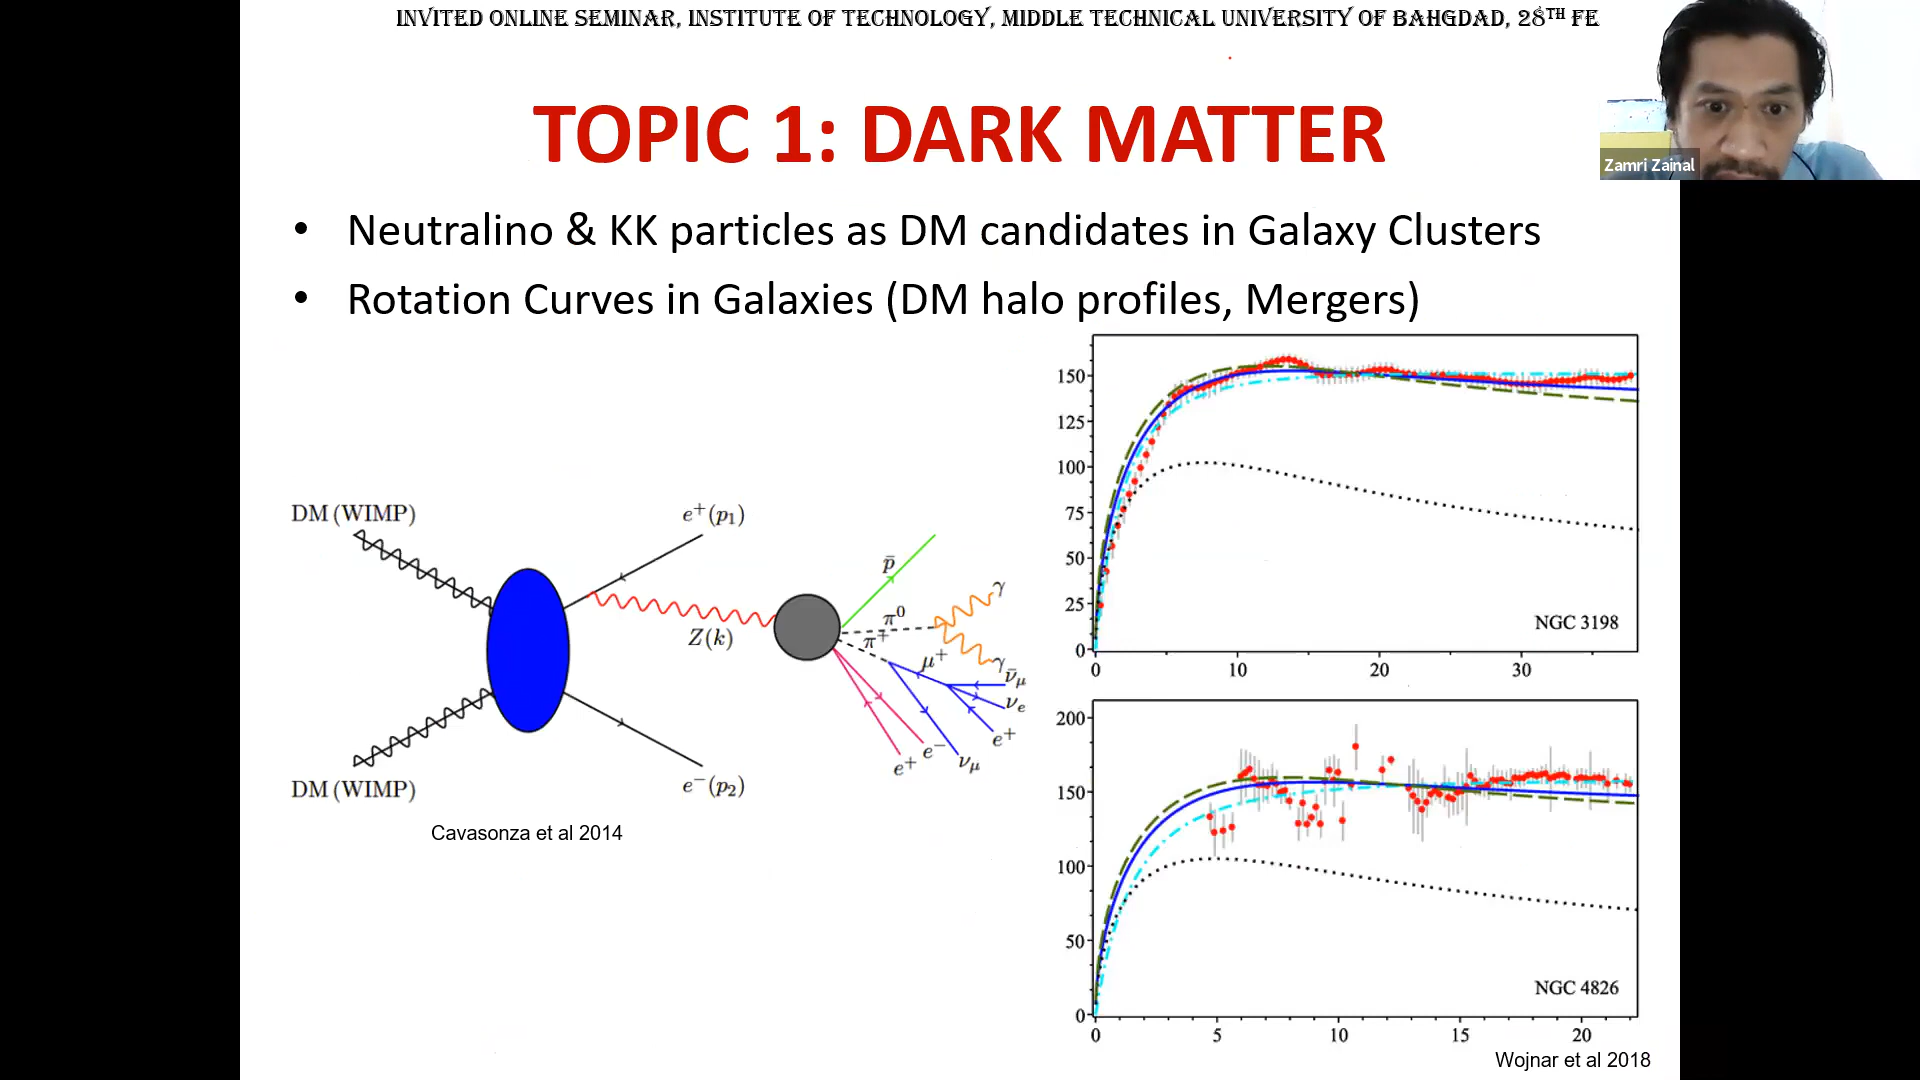 INVITED ONLINE SEMINAR, INSTITUTE OF TECHNOLOGY, MIDDLE TECHNICAL UNIVERSITY OF BAHGDAD, 28TH FE
Zamri Zainal
TOPIC 1: DARK MATTER
• Neutralino & KK particles as DM candidates in Galaxy Clusters
• Rotation Curves in Galaxies (DM halo profiles, Mergers)
DM (WIMP)
e⁺(p₁)
Z(k)
p̄
π⁰
π⁺
γ
γ
μ⁺
ν̄μ
νe
e⁺
e⁺
e⁻
νμ
DM (WIMP)
e⁻(p₂)
Cavasonza et al 2014
150
125
100
75
50
25
0
0 10 20 30
NGC 3198
200
150
100
50
0
0 5 10 15 20
NGC 4826
Wojnar et al 2018